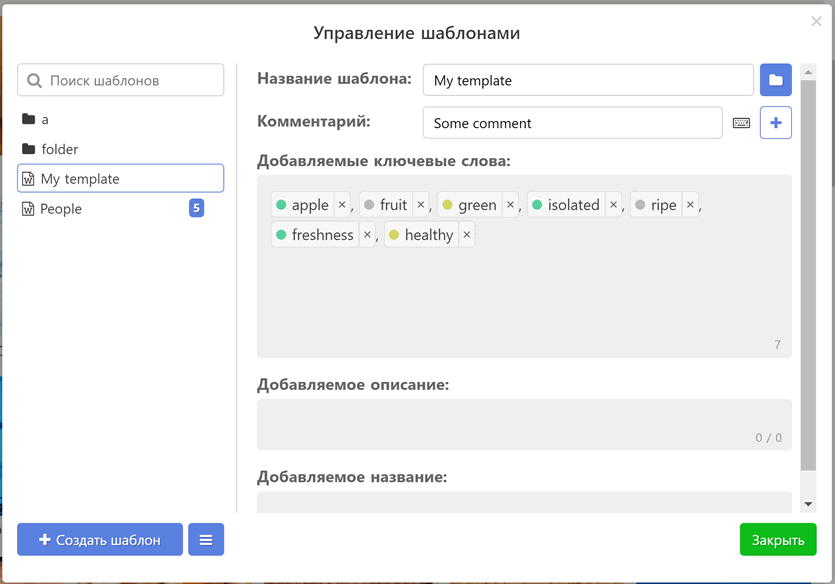 Управление шаблонами
Поиск шаблонов
a
folder
My template
People 5
Создать шаблон
Название шаблона: My template
Комментарий: Some comment
Добавляемые ключевые слова:
apple ×, fruit ×, green ×, isolated ×, ripe ×,
freshness ×, healthy ×
7
Добавляемое описание:
0 / 0
Добавляемое название:
Закрыть